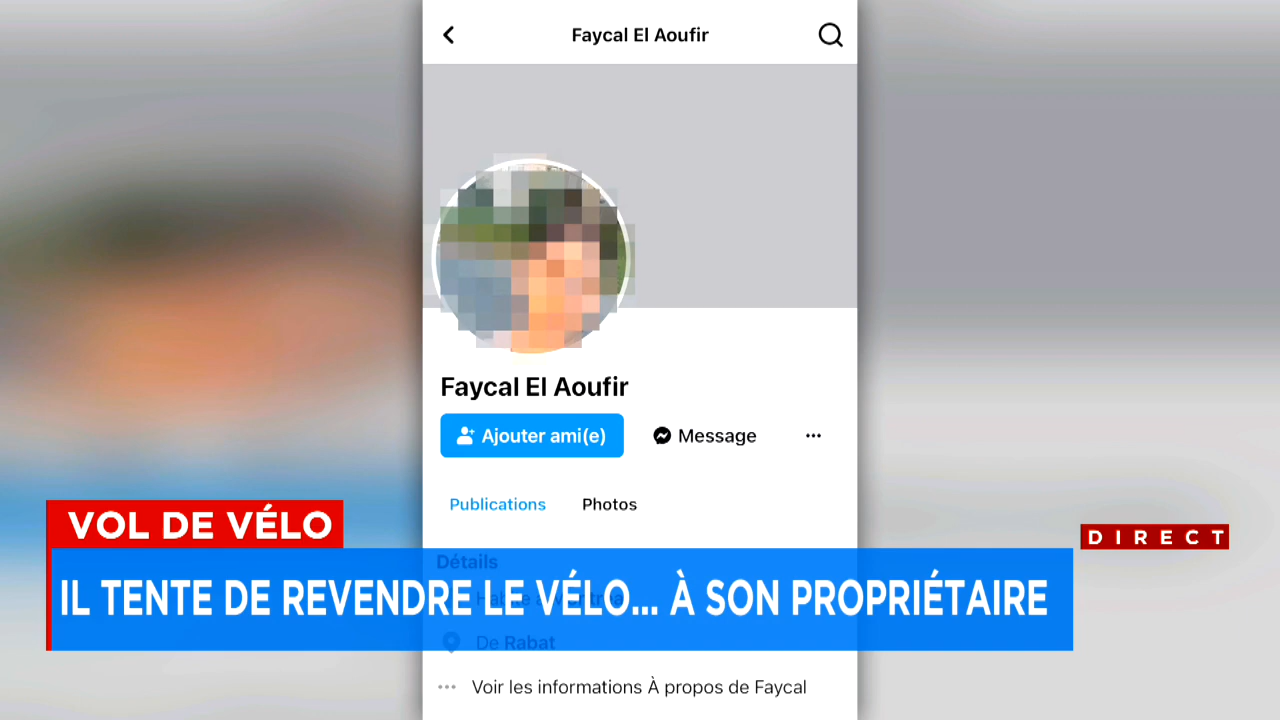 Faycal El Aoufir
Faycal El Aoufir
Ajouter ami(e)
Message
Publications
Photos
VOL DE VÉLO
DIRECT
Détails
IL TENTE DE REVENDRE LE VÉLO... À SON PROPRIÉTAIRE
De Rabat
Voir les informations À propos de Faycal